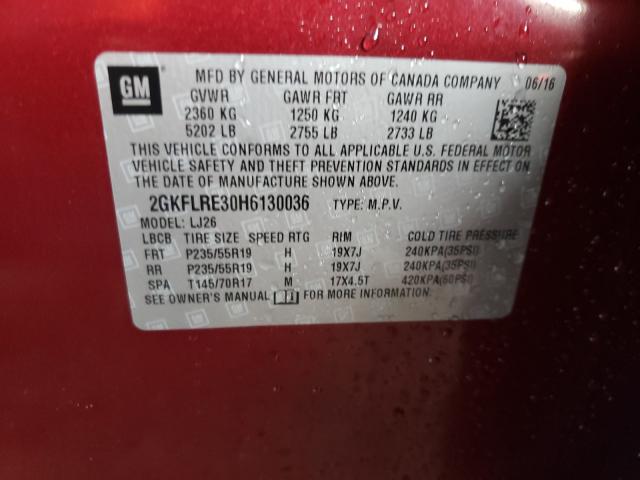 GM
MFD BY GENERAL MOTORS OF CANADA COMPANY 06/16
GVWR GAWR FRT GAWR RR
2360 KG 1250 KG 1240 KG
5202 LB 2755 LB 2733 LB
THIS VEHICLE CONFORMS TO ALL APPLICABLE U.S. FEDERAL MOTOR
VEHICLE SAFETY AND THEFT PREVENTION STANDARDS IN EFFECT ON
THE DATE OF MANUFACTURE SHOWN ABOVE.
2GKFLRE30H6130036 TYPE: M.P.V.
MODEL: LJ26
LBCB TIRE SIZE SPEED RTG RIM COLD TIRE PRESSURE
FRT P235/55R19 H 19X7J 240KPA(35PSI)
RR P235/55R19 H 19X7J 240KPA(35PSI)
SPA T145/70R17 M 17X4.5T 420KPA(60PSI)
SEE OWNER'S MANUAL FOR MORE INFORMATION.